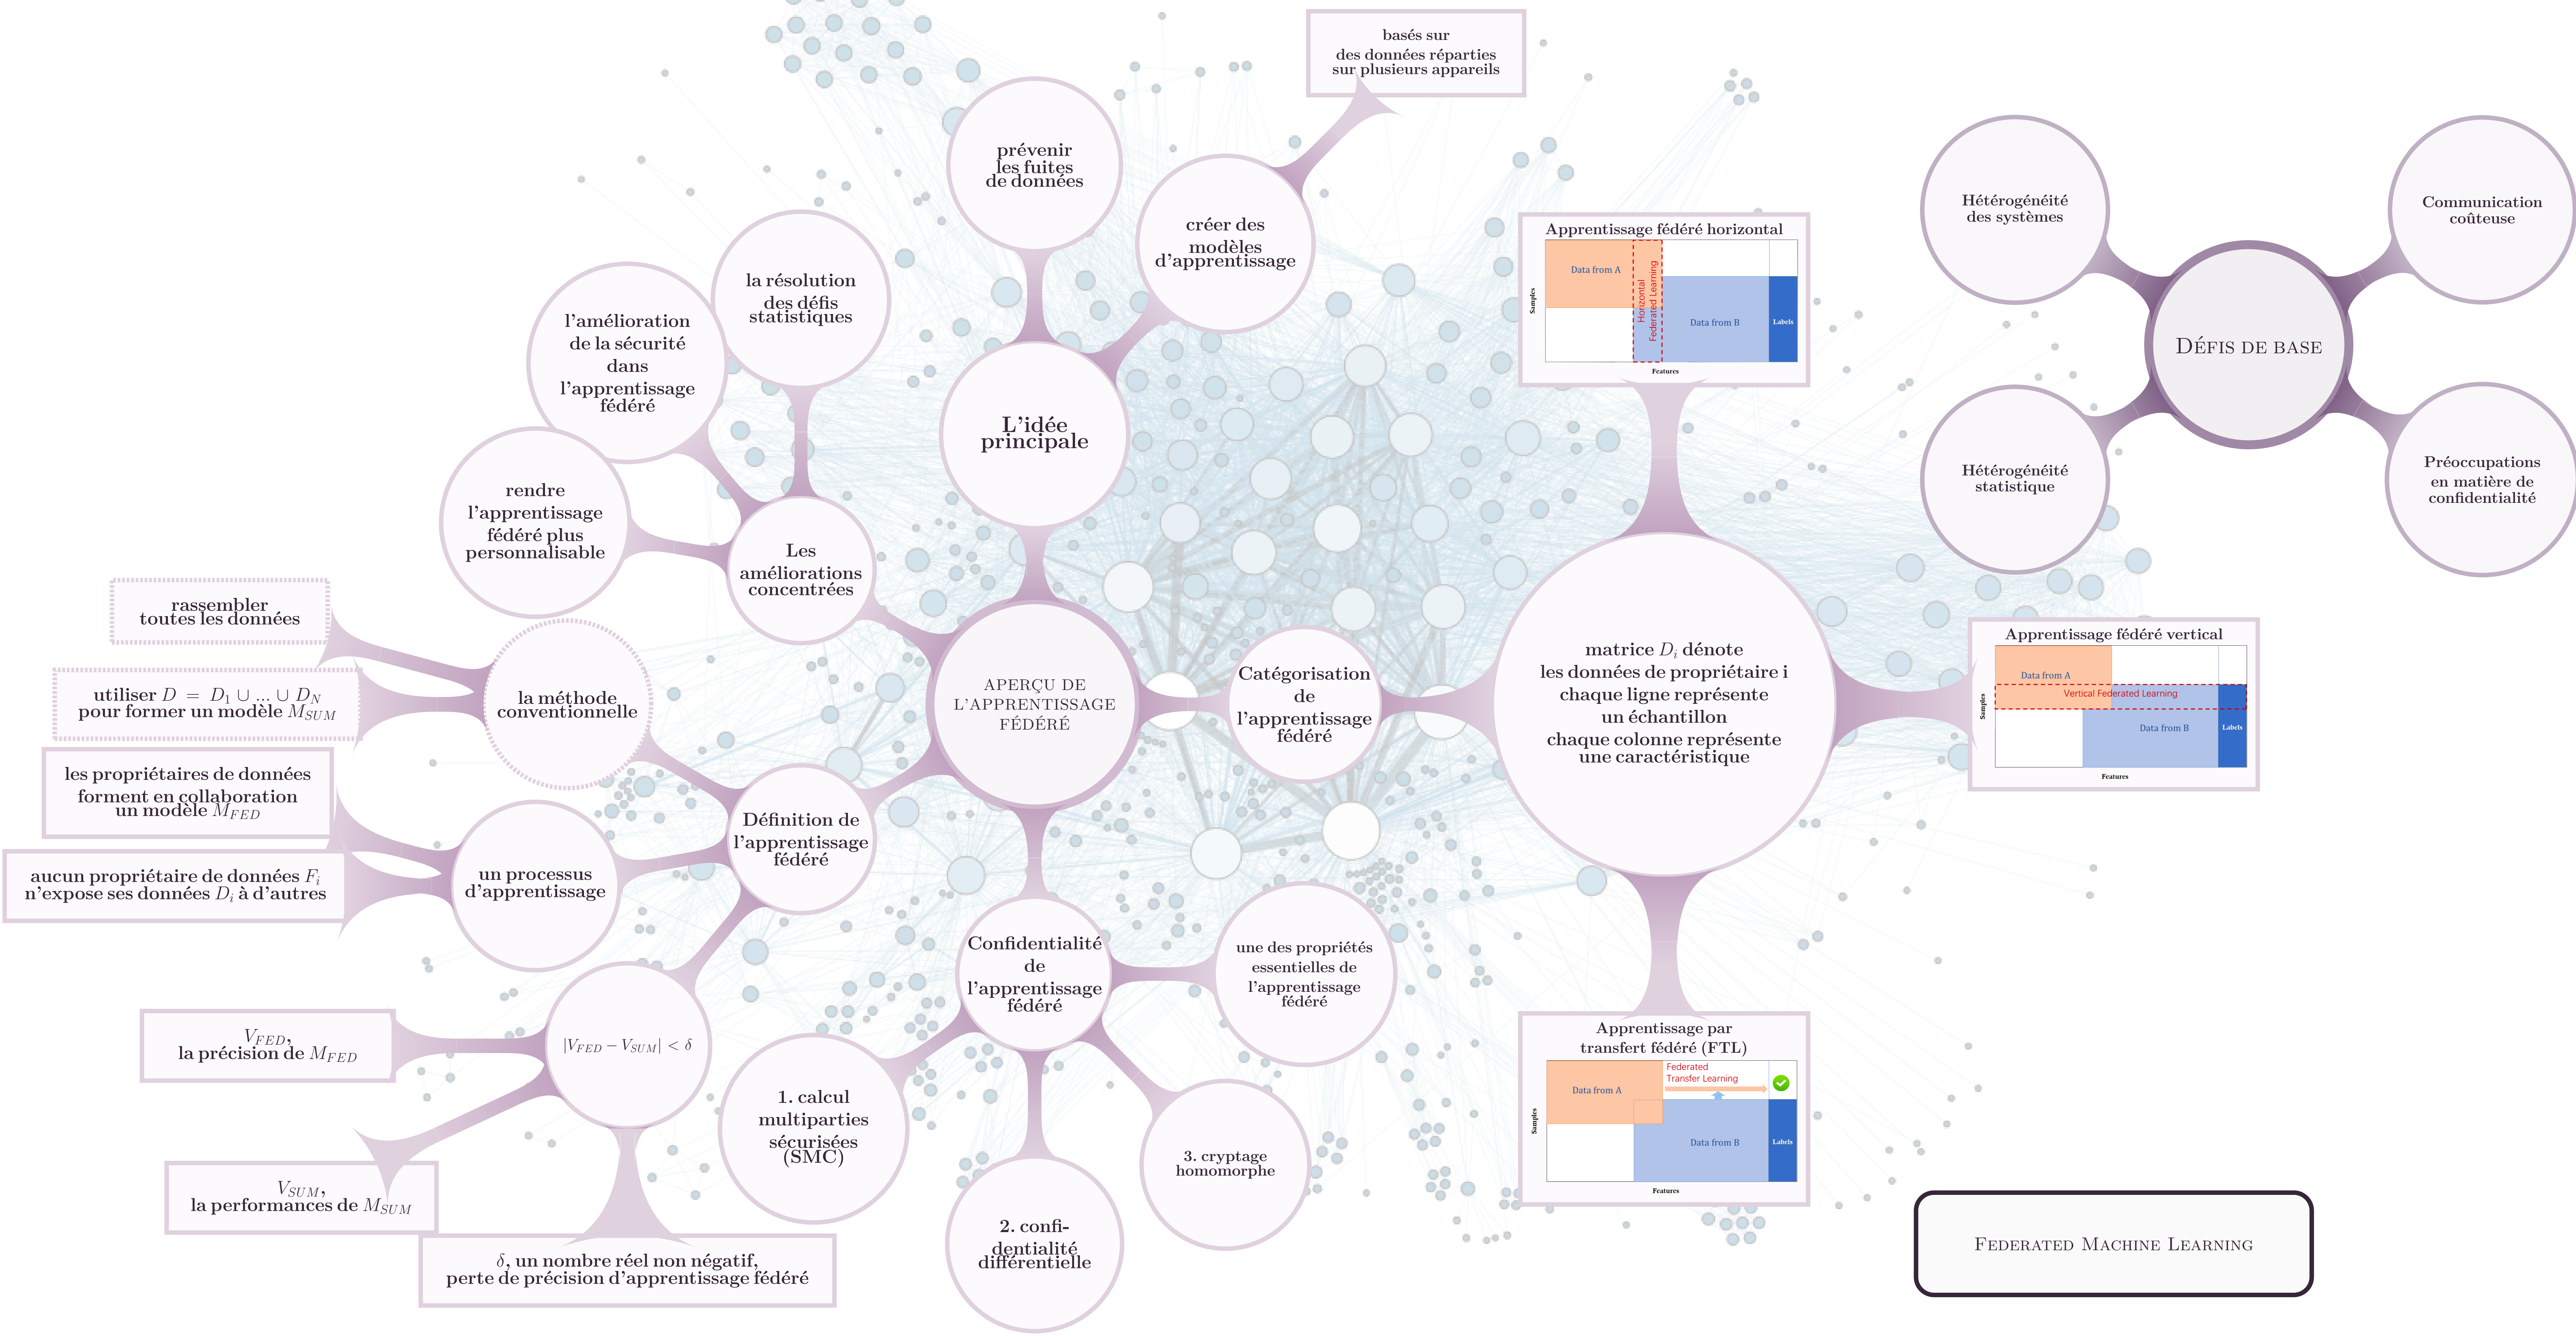 basés sur
des données réparties
sur plusieurs appareils
prévenir
les fuites
de données
créer des
modèles
d'apprentissage
la résolution
des défis
statistiques
l'amélioration
de la sécurité
dans
l'apprentissage
fédéré
rendre
l'apprentissage
fédéré plus
personnalisable
L'idée
principale
Les
améliorations
concentrées
rassembler
toutes les données
utiliser D = D_1 ∪ ... ∪ D_N
pour former un modèle M_SUM
la méthode
conventionnelle
les propriétaires de données
forment en collaboration
un modèle M_FED
aucun propriétaire de données F_i
n'expose ses données D_i à d'autres
un processus
d'apprentissage
Définition de
l'apprentissage
fédéré
APERÇU DE
L'APPRENTISSAGE
FÉDÉRÉ
V_FED,
la précision de M_FED
|V_FED − V_SUM| < δ
V_SUM,
la performances de M_SUM
δ, un nombre réel non négatif,
perte de précision d'apprentissage fédéré
Confidentialité
de
l'apprentissage
fédéré
une des propriétés
essentielles de
l'apprentissage
fédéré
1. calcul
multiparties
sécurisées
(SMC)
2. confi-
dentialité
différentielle
3. cryptage
homomorphe
Catégorisation
de
l'apprentissage
fédéré
matrice D_i dénote
les données de propriétaire i
chaque ligne représente
un échantillon
chaque colonne représente
une caractéristique
Apprentissage fédéré horizontal
Data from A
Horizontal
Federated Learning
Data from B
Labels
Samples
Features
Apprentissage fédéré vertical
Data from A
Vertical Federated Learning
Data from B
Labels
Samples
Features
Apprentissage par
transfert fédéré (FTL)
Federated
Transfer Learning
Data from A
Data from B
Labels
Samples
Features
Hétérogénéité
des systèmes
Communication
coûteuse
DÉFIS DE BASE
Hétérogénéité
statistique
Préoccupations
en matière de
confidentialité
FEDERATED MACHINE LEARNING